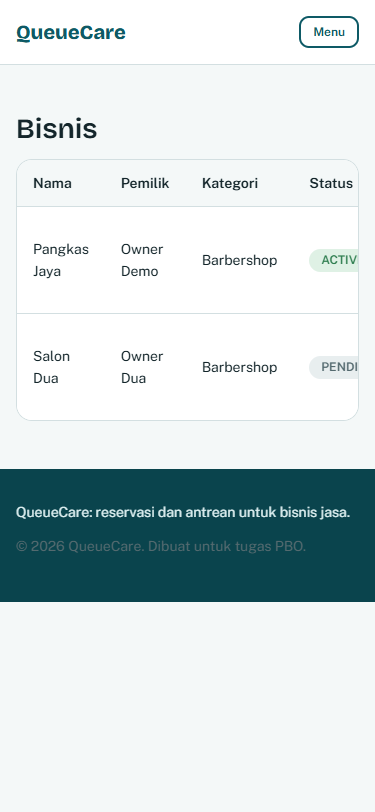 QueueCare
Menu
Bisnis
Nama Pemilik Kategori Status
Pangkas Jaya Owner Demo Barbershop ACTIV
Salon Dua Owner Dua Barbershop PENDI
QueueCare: reservasi dan antrean untuk bisnis jasa.
© 2026 QueueCare. Dibuat untuk tugas PBO.